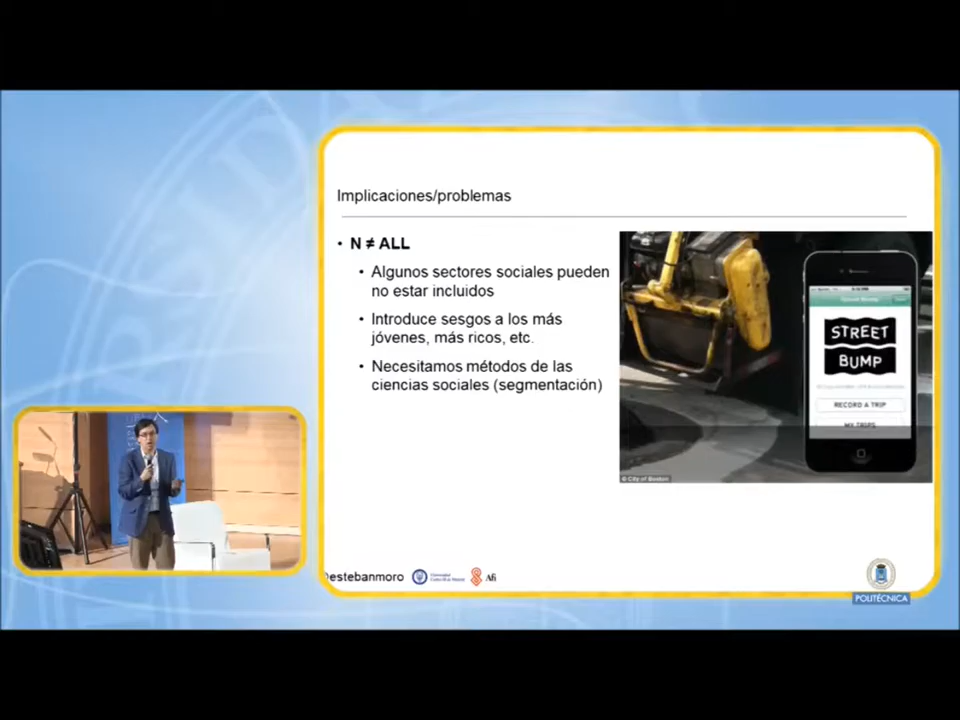 Implicaciones/problemas
• N ≠ ALL
• Algunos sectores sociales pueden
no estar incluidos
• Introduce sesgos a los más
jóvenes, más ricos, etc.
• Necesitamos métodos de las
ciencias sociales (segmentación)
STREET
BUMP
RECORD A TRIP
MY TRIPS
© City of Boston
@estebanmoro
Afi
POLITÉCNICA